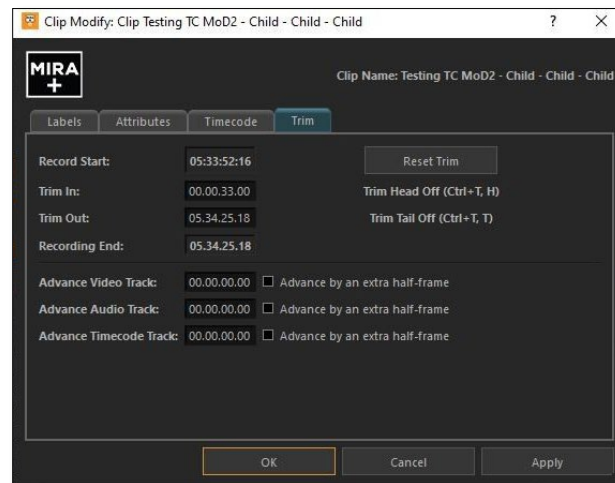 Clip Modify: Clip Testing TC MoD2 - Child - Child - Child ? X
MIRA
+
Clip Name: Testing TC MoD2 - Child - Child - Child
Labels Attributes Timecode Trim
Record Start: 05:33:52:16 Reset Trim
Trim In: 00.00.33.00 Trim Head Off (Ctrl+T, H)
Trim Out: 05.34.25.18 Trim Tail Off (Ctrl+T, T)
Recording End: 05.34.25.18
Advance Video Track: 00.00.00.00 Advance by an extra half-frame
Advance Audio Track: 00.00.00.00 Advance by an extra half-frame
Advance Timecode Track: 00.00.00.00 Advance by an extra half-frame
OK Cancel Apply